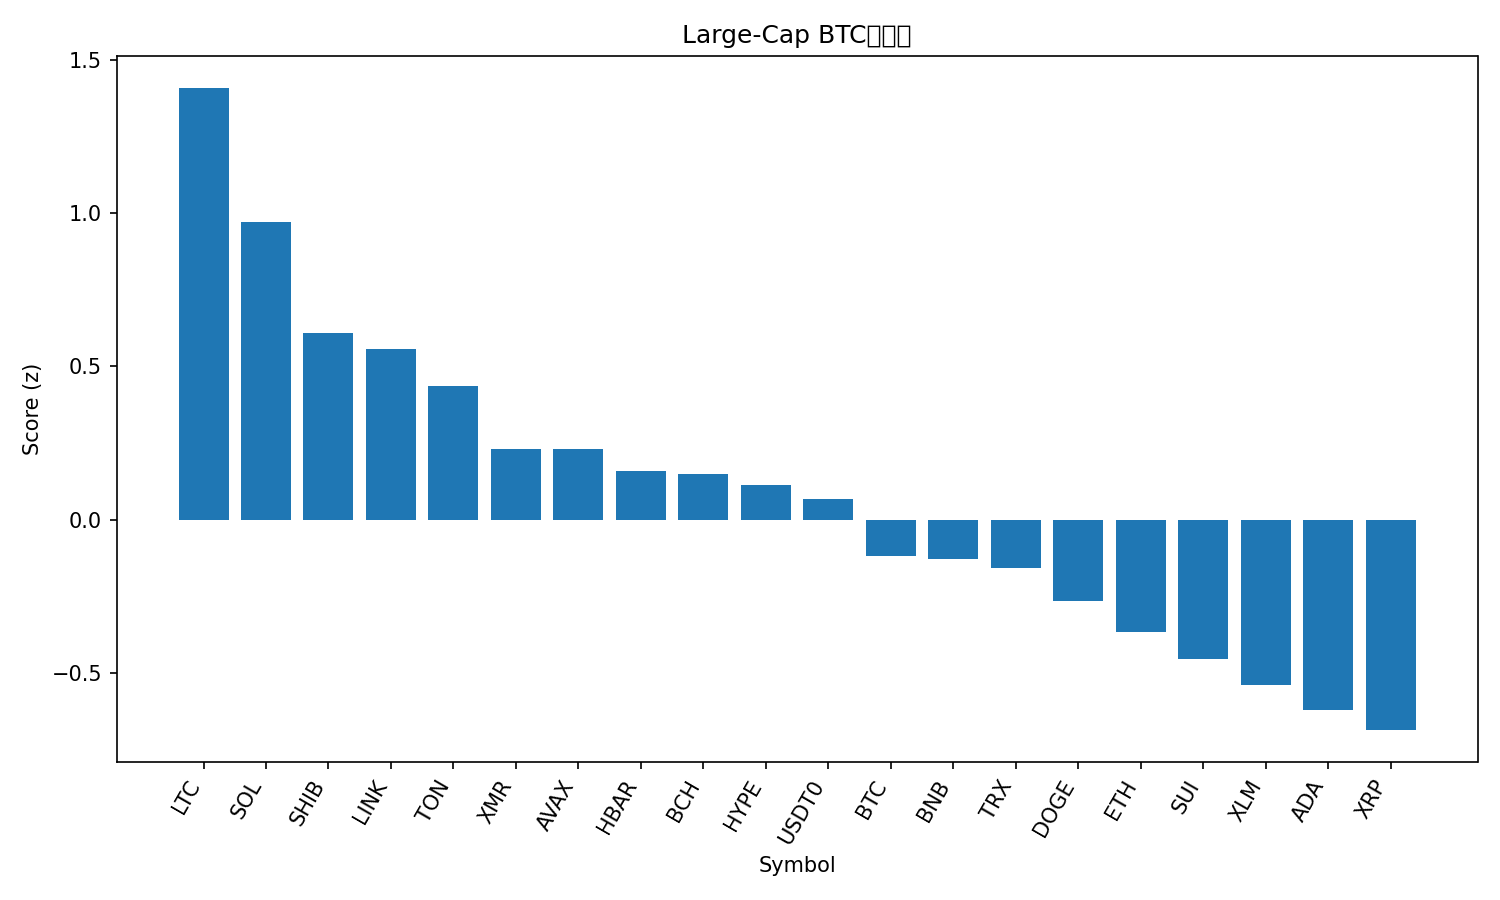 Large-Cap BTC
1.5
1.0
0.5
0.0
−0.5
Score (z)
LTC
SOL
SHIB
LINK
TON
XMR
AVAX
HBAR
BCH
HYPE
USDT0
BTC
BNB
TRX
DOGE
ETH
SUI
XLM
ADA
XRP
Symbol